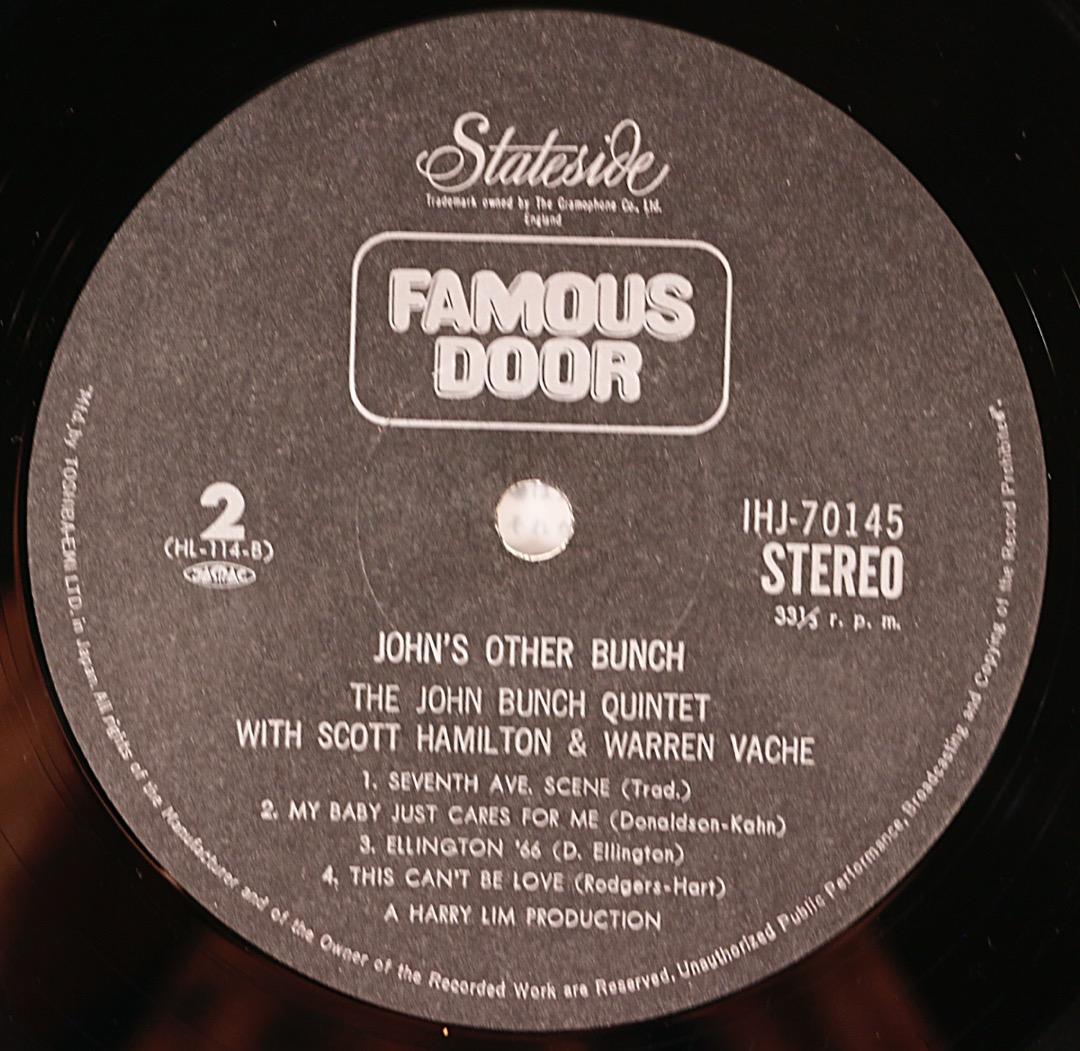 Stateside
Trademark owned by The Gramophone Co., Ltd.
England
FAMOUS
DOOR
2
(HL-114-B)
JASRAC
IHJ-70145
STEREO
33⅓ r. p. m.
JOHN'S OTHER BUNCH
THE JOHN BUNCH QUINTET
WITH SCOTT HAMILTON & WARREN VACHE
1. SEVENTH AVE. SCENE (Trad.)
2. MY BABY JUST CARES FOR ME (Donaldson-Kahn)
3. ELLINGTON '66 (D. Ellington)
4. THIS CAN'T BE LOVE (Rodgers-Hart)
A HARRY LIM PRODUCTION
"Mfd. by TOSHIBA-EMI LTD. in Japan. All rights of the Manufacturer and of the Owner of the Recorded Work are Reserved. Unauthorized Public Performance, Broadcasting and Copying of the Record Prohibited".